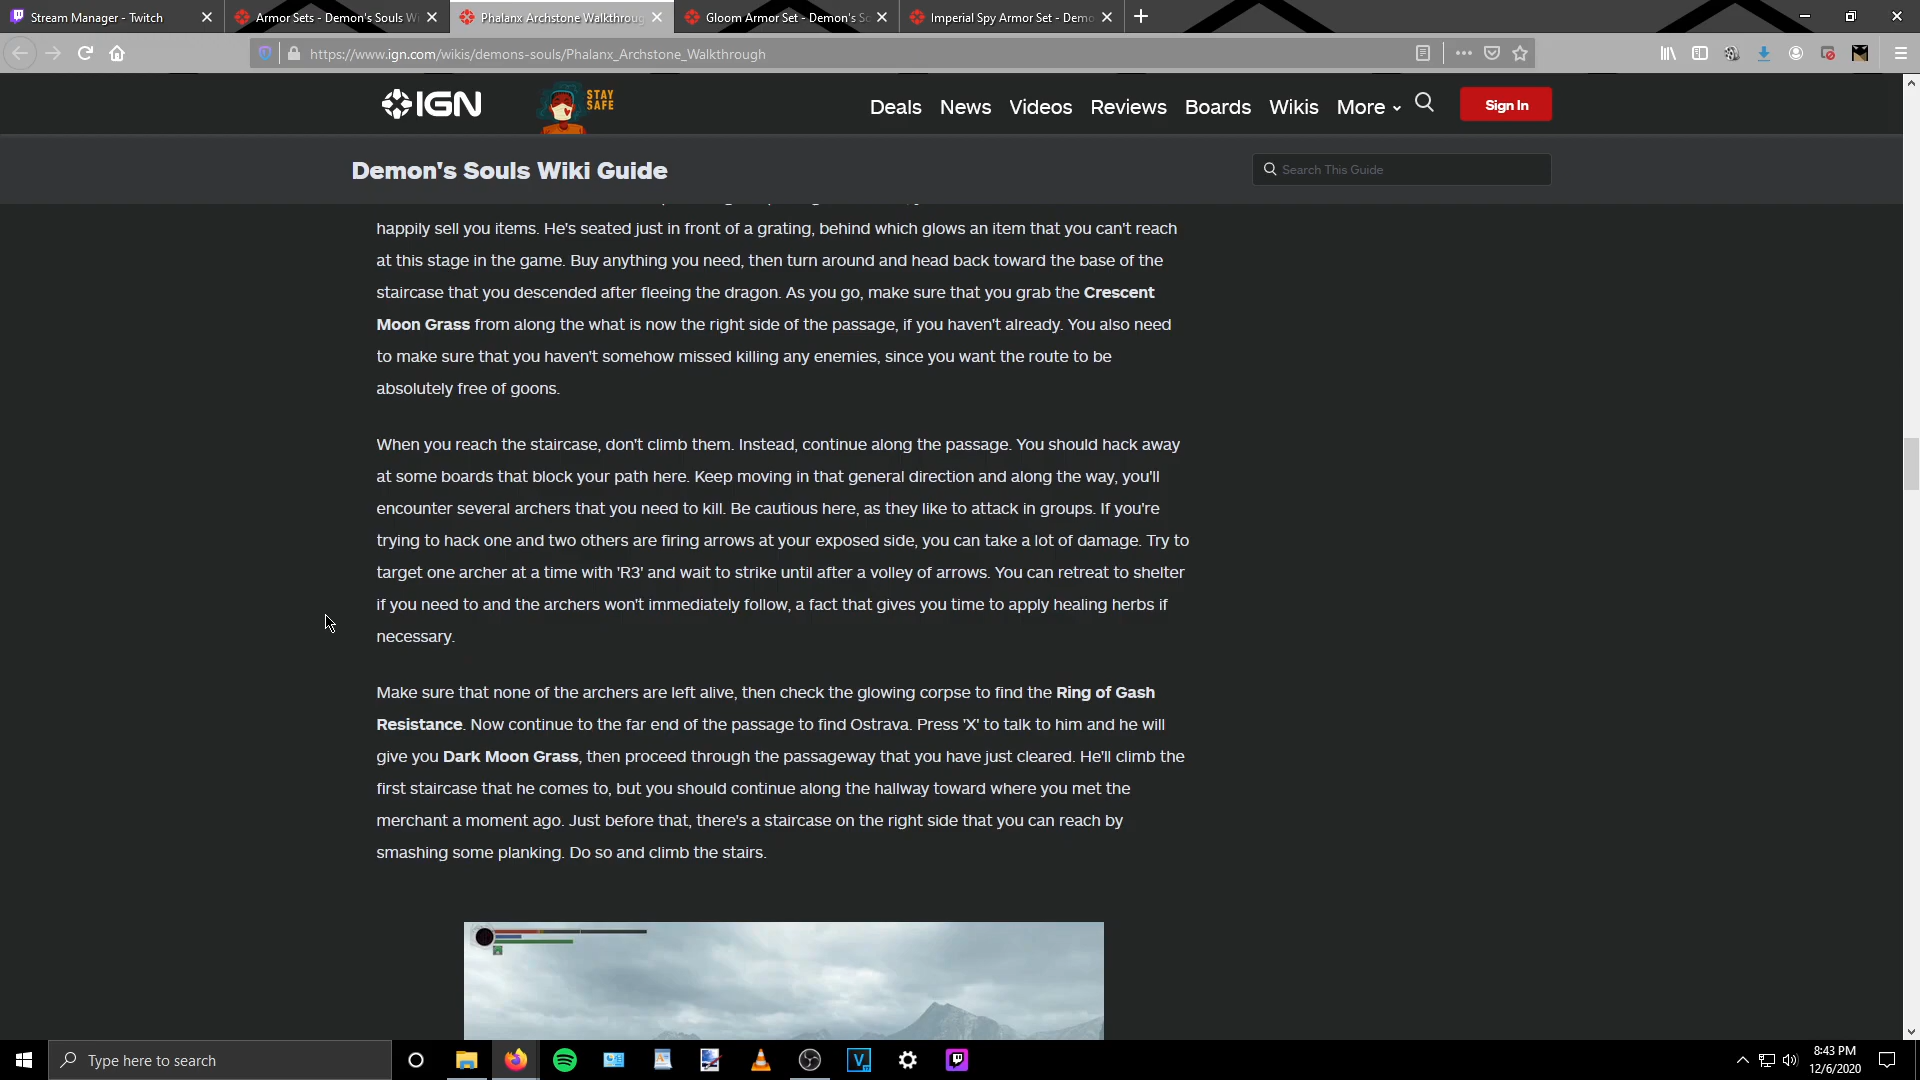 Stream Manager - Twitch
Armor Sets - Demon's Souls Wi
Phalanx Archstone Walkthroug
Gloom Armor Set - Demon's So
Imperial Spy Armor Set - Demo
https://www.ign.com/wikis/demons-souls/Phalanx_Archstone_Walkthrough
IGN
STAY
SAFE
Deals News Videos Reviews Boards Wikis More
Sign In
Demon's Souls Wiki Guide
Search This Guide
happily sell you items. He's seated just in front of a grating, behind which glows an item that you can't reach
at this stage in the game. Buy anything you need, then turn around and head back toward the base of the
staircase that you descended after fleeing the dragon. As you go, make sure that you grab the Crescent
Moon Grass from along the what is now the right side of the passage, if you haven't already. You also need
to make sure that you haven't somehow missed killing any enemies, since you want the route to be
absolutely free of goons.
When you reach the staircase, don't climb them. Instead, continue along the passage. You should hack away
at some boards that block your path here. Keep moving in that general direction and along the way, you'll
encounter several archers that you need to kill. Be cautious here, as they like to attack in groups. If you're
trying to hack one and two others are firing arrows at your exposed side, you can take a lot of damage. Try to
target one archer at a time with 'R3' and wait to strike until after a volley of arrows. You can retreat to shelter
if you need to and the archers won't immediately follow, a fact that gives you time to apply healing herbs if
necessary.
Make sure that none of the archers are left alive, then check the glowing corpse to find the Ring of Gash
Resistance. Now continue to the far end of the passage to find Ostrava. Press 'X' to talk to him and he will
give you Dark Moon Grass, then proceed through the passageway that you have just cleared. He'll climb the
first staircase that he comes to, but you should continue along the hallway toward where you met the
merchant a moment ago. Just before that, there's a staircase on the right side that you can reach by
smashing some planking. Do so and climb the stairs.
Type here to search
8:43 PM
12/6/2020